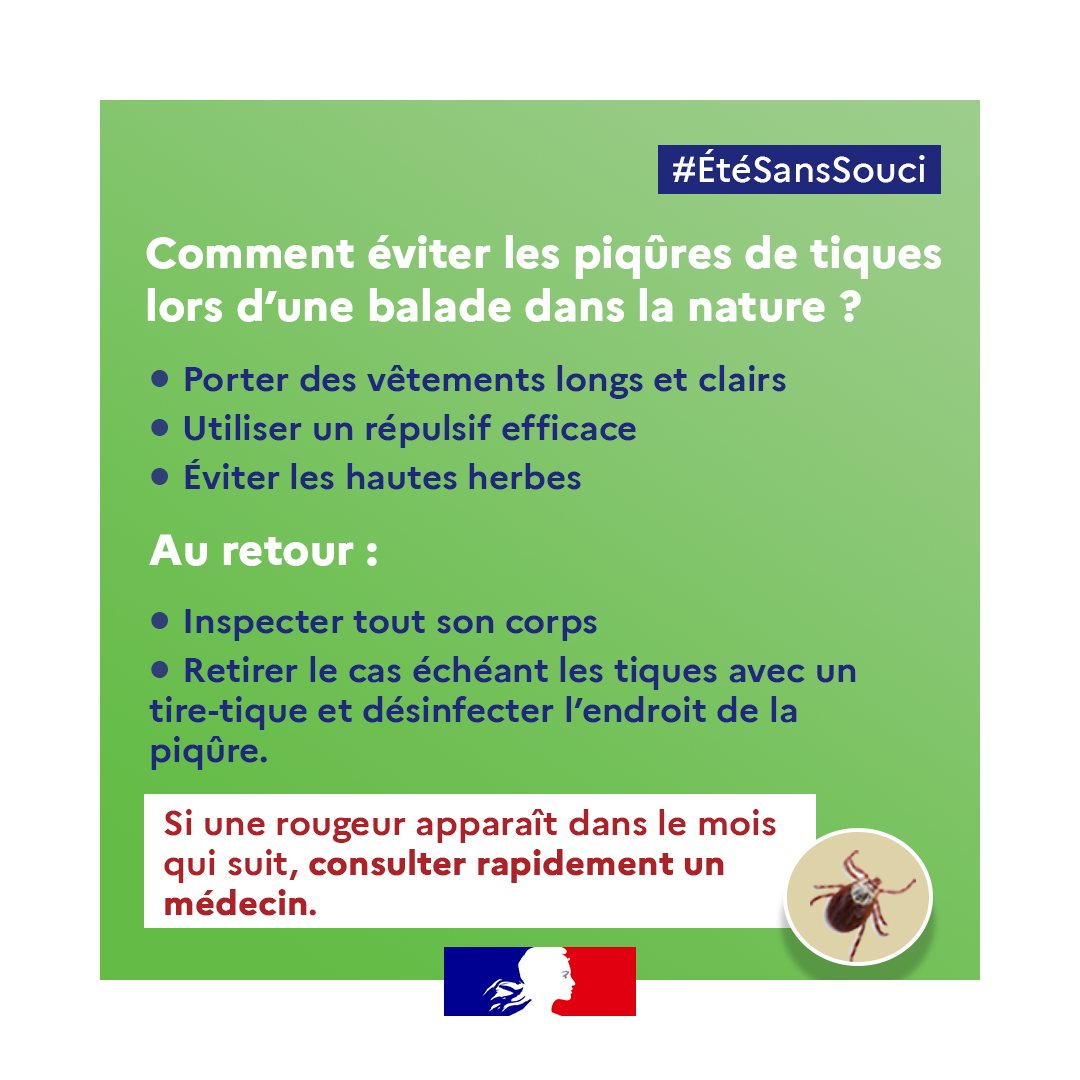 #ÉtéSansSouci
Comment éviter les piqûres de tiques
lors d’une balade dans la nature ?
• Porter des vêtements longs et clairs
• Utiliser un répulsif efficace
• Éviter les hautes herbes
Au retour :
• Inspecter tout son corps
• Retirer le cas échéant les tiques avec un
tire-tique et désinfecter l’endroit de la
piqûre.
Si une rougeur apparaît dans le mois
qui suit, consulter rapidement un
médecin.